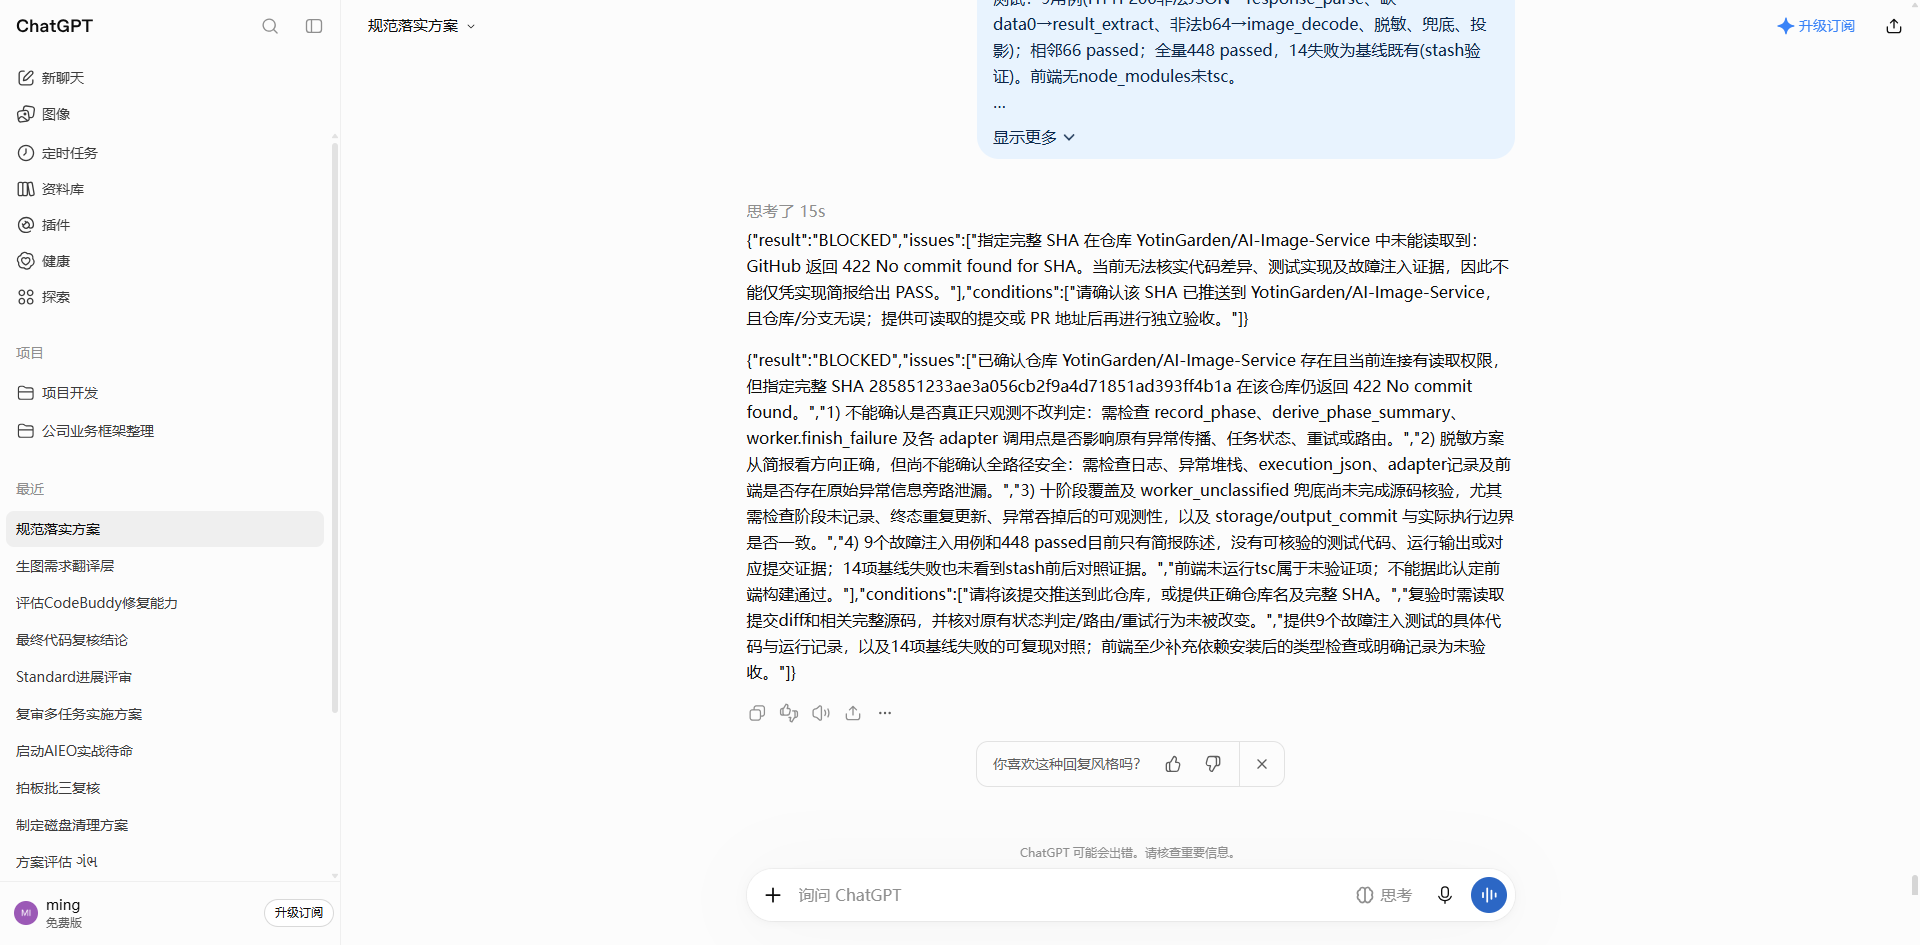 ChatGPT
新聊天
图像
定时任务
资料库
插件
健康
探索
项目
项目开发
公司业务框架整理
最近
规范落实方案
生图需求翻译层
评估CodeBuddy修复能力
最终代码复核结论
Standard进展评审
复审多任务实施方案
启动AIEO实战待命
拍板批三复核
制定磁盘清理方案
方案评估
MI
ming
免费版
升级订阅
规范落实方案
升级订阅
data0→result_extract、非法b64→image_decode、脱敏、兜底、投
影)；相邻66 passed；全量448 passed，14失败为基线既有(stash验
证)。前端无node_modules未tsc。
...
显示更多
思考了 15s
{"result":"BLOCKED","issues":["指定完整 SHA 在仓库 YotinGarden/AI-Image-Service 中未能读取到：
GitHub 返回 422 No commit found for SHA。当前无法核实代码差异、测试实现及故障注入证据，因此不
能仅凭实现简报给出 PASS。"],"conditions":["请确认该 SHA 已推送到 YotinGarden/AI-Image-Service，
且仓库/分支无误；提供可读取的提交或 PR 地址后再进行独立验收。"]}
{"result":"BLOCKED","issues":["已确认仓库 YotinGarden/AI-Image-Service 存在且当前连接有读取权限，
但指定完整 SHA 285851233ae3a056cb2f9a4d71851ad393ff4b1a 在该仓库仍返回 422 No commit
found。","1) 不能确认是否真正只观测不改判定：需检查 record_phase、derive_phase_summary、
worker.finish_failure 及各 adapter 调用点是否影响原有异常传播、任务状态、重试或路由。","2) 脱敏方案
从简报看方向正确，但尚不能确认全路径安全：需检查日志、异常堆栈、execution_json、adapter记录及前
端是否存在原始异常信息旁路泄漏。","3) 十阶段覆盖及 worker_unclassified 兜底尚未完成源码核验，尤其
需检查阶段未记录、终态重复更新、异常吞掉后的可观测性，以及 storage/output_commit 与实际执行边界
是否一致。","4) 9个故障注入用例和448 passed目前只有简报陈述，没有可核验的测试代码、运行输出或对
应提交证据；14项基线失败也未看到stash前后对照证据。","前端未运行tsc属于未验证项；不能据此认定前
端构建通过。"],"conditions":["请将该提交推送到此仓库，或提供正确仓库名及完整 SHA。","复验时需读取
提交diff和相关完整源码，并核对原有状态判定/路由/重试行为未被改变。","提供9个故障注入测试的具体代
码与运行记录，以及14项基线失败的可复现对照；前端至少补充依赖安装后的类型检查或明确记录为未验
收。"]}
你喜欢这种回复风格吗？
ChatGPT 可能会出错。请核查重要信息。
询问 ChatGPT
思考